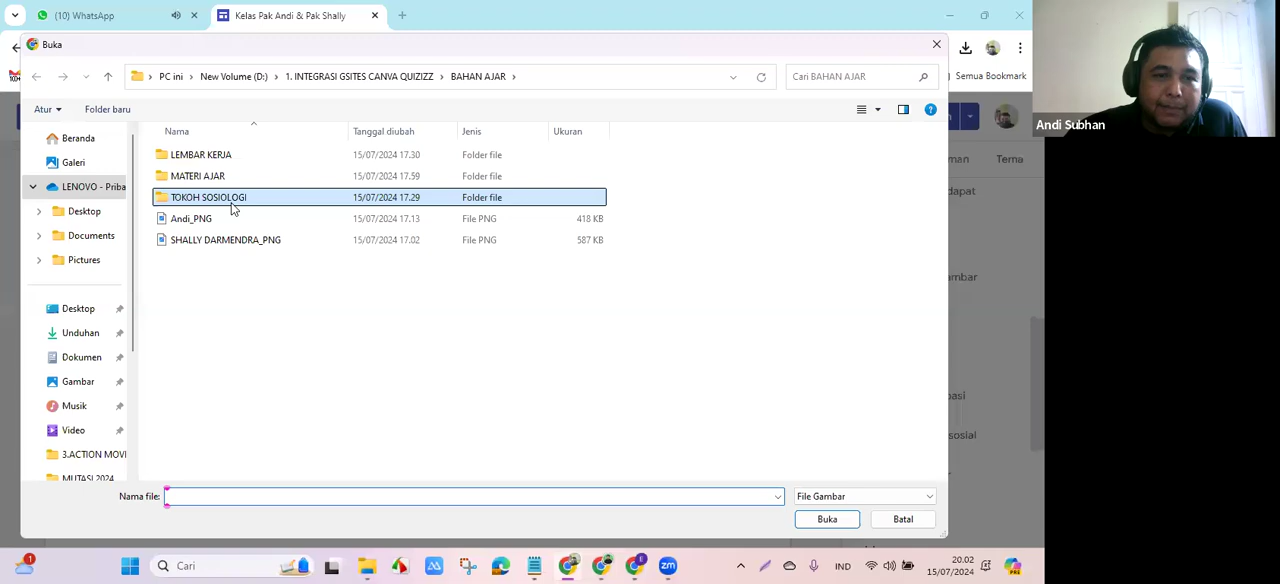 (10) WhatsApp
Kelas Pak Andi & Pak Shally
Buka
PC ini > New Volume (D:) > 1. INTEGRASI GSITES CANVA QUIZIZZ > BAHAN AJAR >
Cari BAHAN AJAR
Semua Bookmark
Atur
Folder baru
Nama
Tanggal diubah
Jenis
Ukuran
Beranda
Galeri
LENOVO - Priba
Desktop
Documents
Pictures
Desktop
Unduhan
Dokumen
Gambar
Musik
Video
3.ACTION MOVI
MUTASI 2024
LEMBAR KERJA 15/07/2024 17.30 Folder file
MATERI AJAR 15/07/2024 17.59 Folder file
TOKOH SOSIOLOGI 15/07/2024 17.29 Folder file
Andi_PNG 15/07/2024 17.13 File PNG 418 KB
SHALLY DARMENDRA_PNG 15/07/2024 17.02 File PNG 587 KB
Nama file:
File Gambar
Buka
Batal
Tema
dapat
ambar
sosial
Andi Subhan
Cari
IND
20.02
15/07/2024